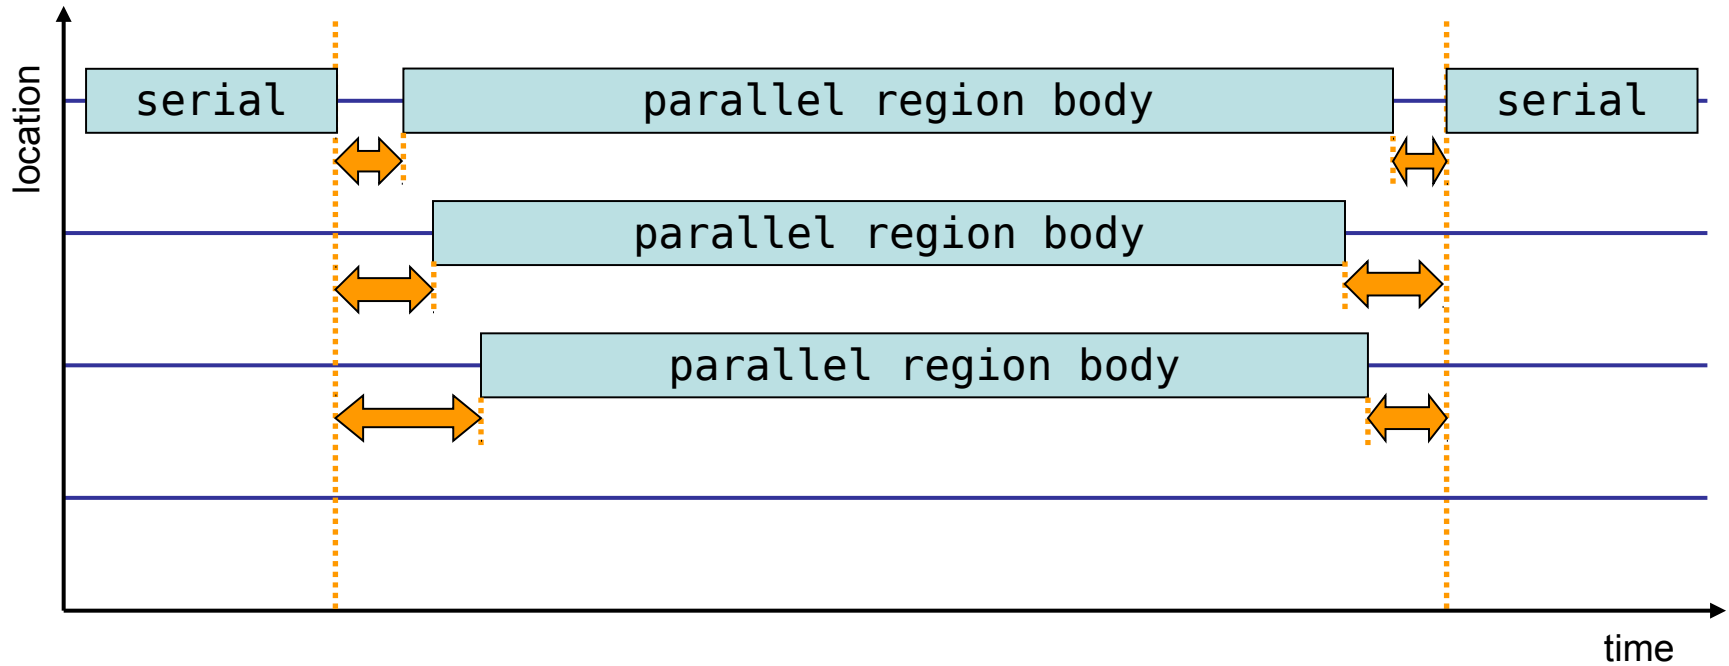 location
serial
parallel region body
serial
parallel region body
parallel region body
time